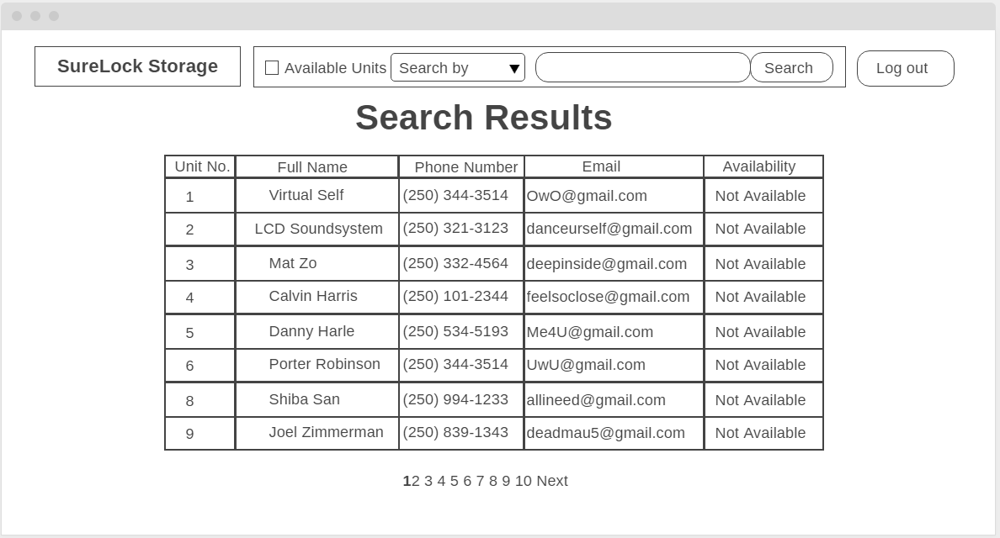 SureLock Storage
Available Units Search by Search Log out
Search Results
Unit No. Full Name Phone Number Email Availability
1 Virtual Self (250) 344-3514 OwO@gmail.com Not Available
2 LCD Soundsystem (250) 321-3123 danceurself@gmail.com Not Available
3 Mat Zo (250) 332-4564 deepinside@gmail.com Not Available
4 Calvin Harris (250) 101-2344 feelsoclose@gmail.com Not Available
5 Danny Harle (250) 534-5193 Me4U@gmail.com Not Available
6 Porter Robinson (250) 344-3514 UwU@gmail.com Not Available
8 Shiba San (250) 994-1233 allineed@gmail.com Not Available
9 Joel Zimmerman (250) 839-1343 deadmau5@gmail.com Not Available
12 3 4 5 6 7 8 9 10 Next